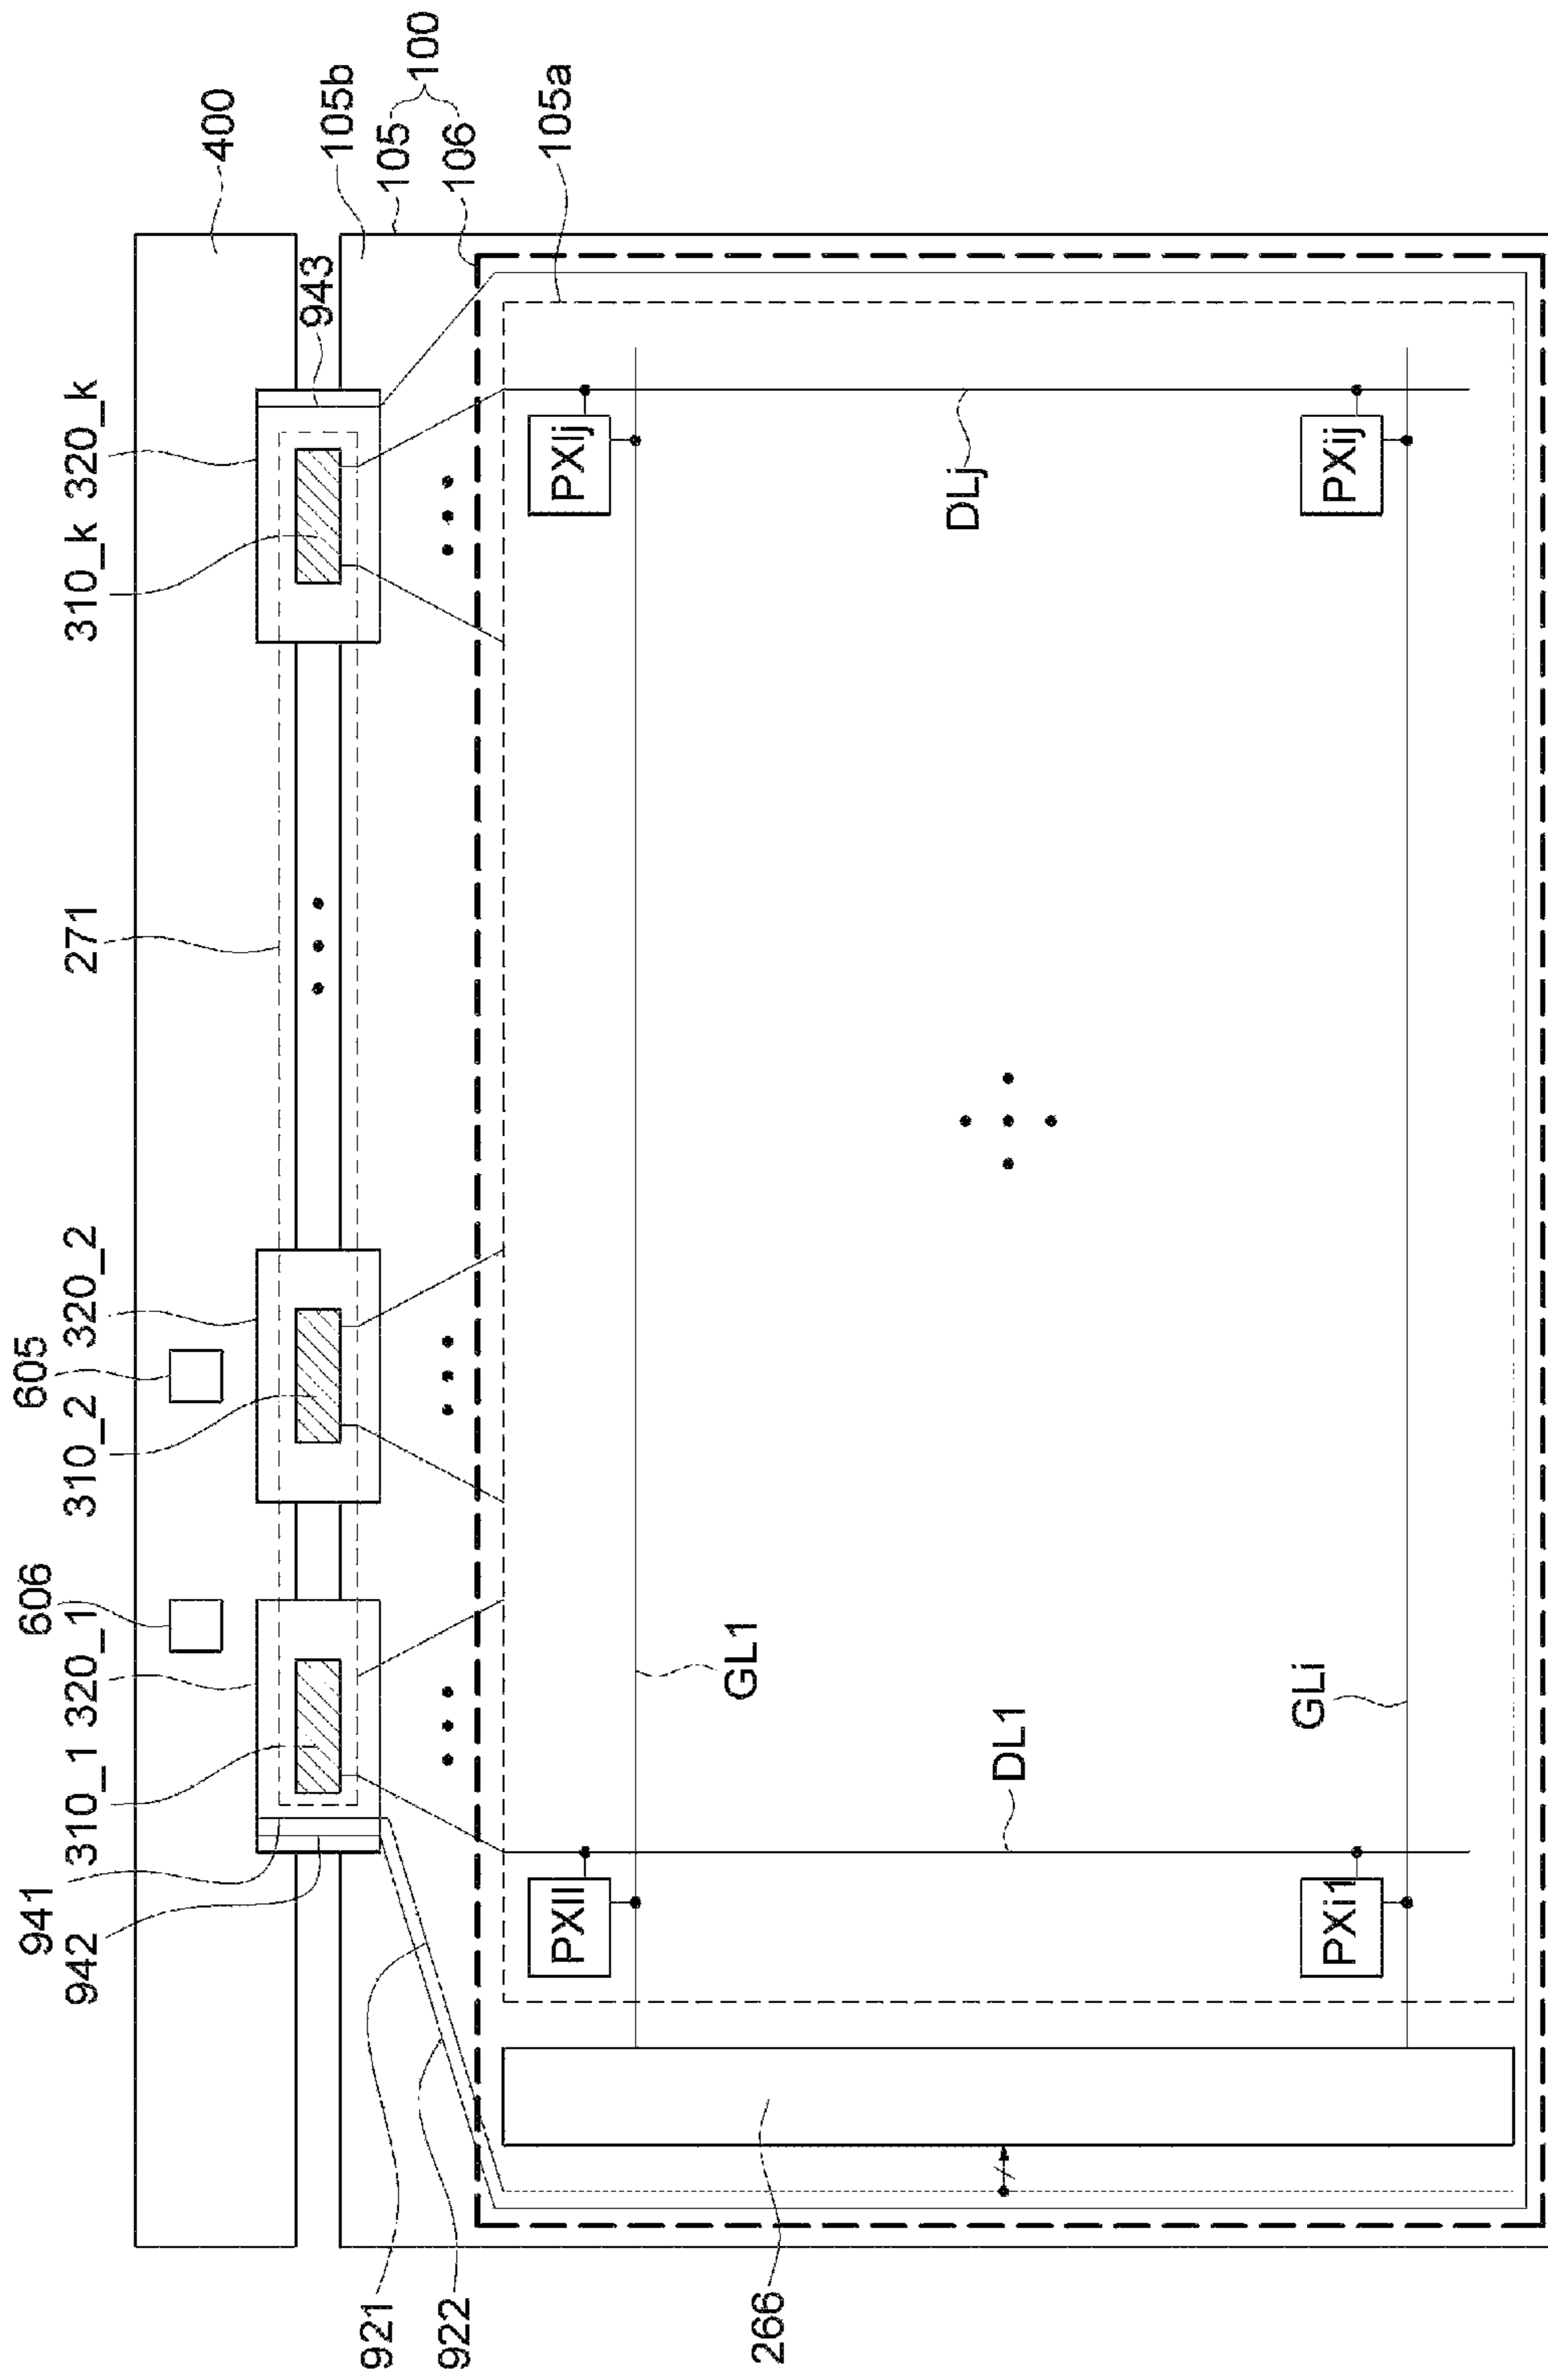 605
606
941
942
310_1
320_1
310_2
320_2
271
310_k
320_k
943
400
105b
105
106
100
105a
921
922
266
PXII
PXIj
GL1
DL1
DLj
GLi
PXi1
PXij